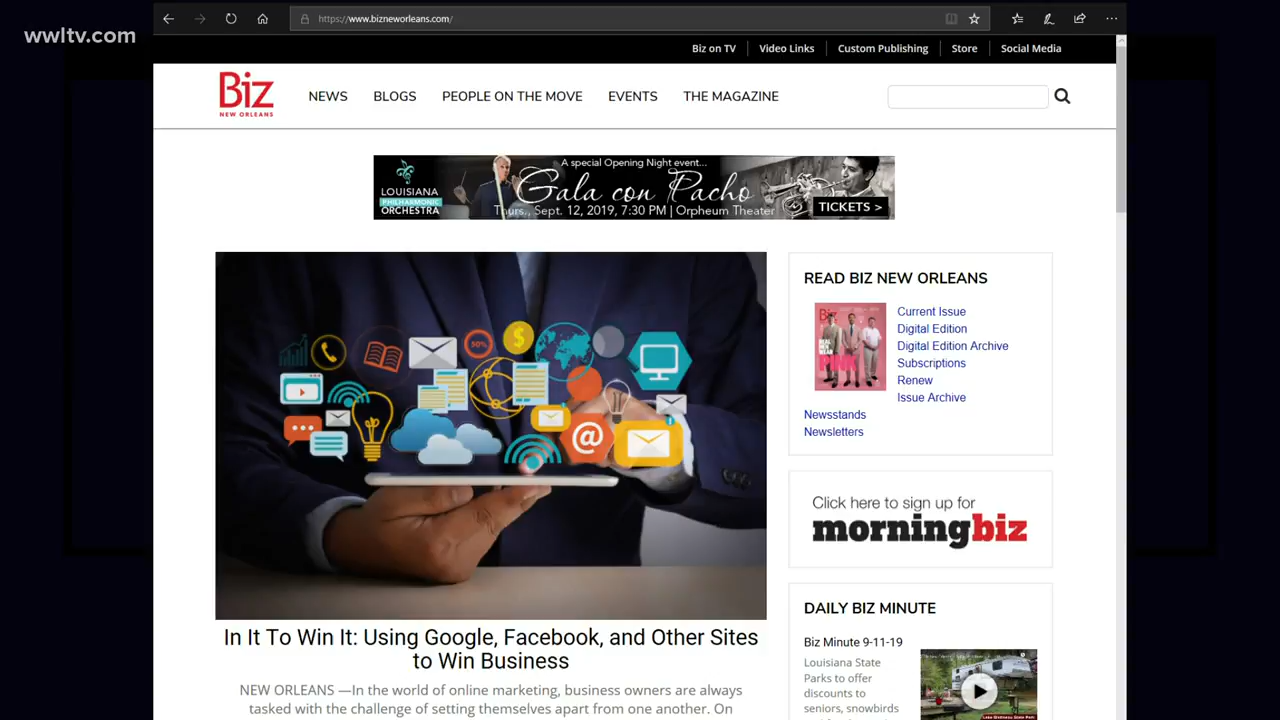 wwltv.com
https://www.bizneworleans.com/
Biz on TV
Video Links
Custom Publishing
Store
Social Media
Biz
NEW ORLEANS
NEWS
BLOGS
PEOPLE ON THE MOVE
EVENTS
THE MAGAZINE
LOUISIANA
PHILHARMONIC
ORCHESTRA
A special Opening Night event...
Gala con Pacho
Thurs., Sept. 12, 2019, 7:30 PM | Orpheum Theater
TICKETS >
50%
$
@
In It To Win It: Using Google, Facebook, and Other Sites
to Win Business
NEW ORLEANS —In the world of online marketing, business owners are always
tasked with the challenge of setting themselves apart from one another. On
READ BIZ NEW ORLEANS
Biz
PINK
Current Issue
Digital Edition
Digital Edition Archive
Subscriptions
Renew
Issue Archive
Newsstands
Newsletters
Click here to sign up for
morningbiz
DAILY BIZ MINUTE
Biz Minute 9-11-19
Louisiana State
Parks to offer
discounts to
seniors, snowbirds